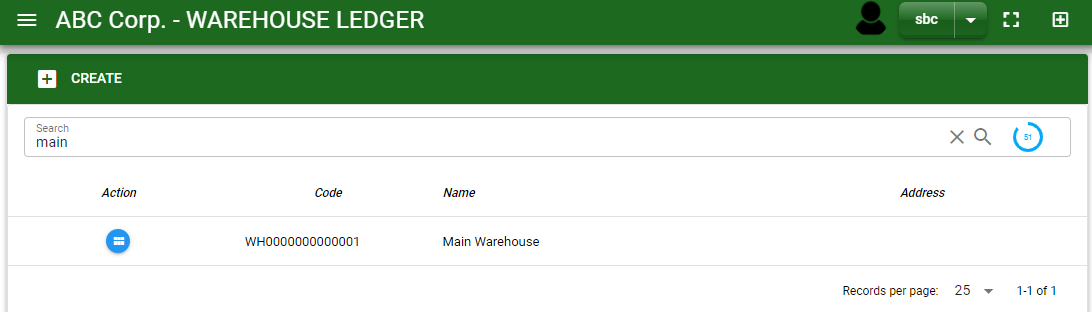 ABC Corp. - WAREHOUSE LEDGER sbc
CREATE
Search
main
51
Action Code Name Address
WH0000000000001 Main Warehouse
Records per page: 25 1-1 of 1